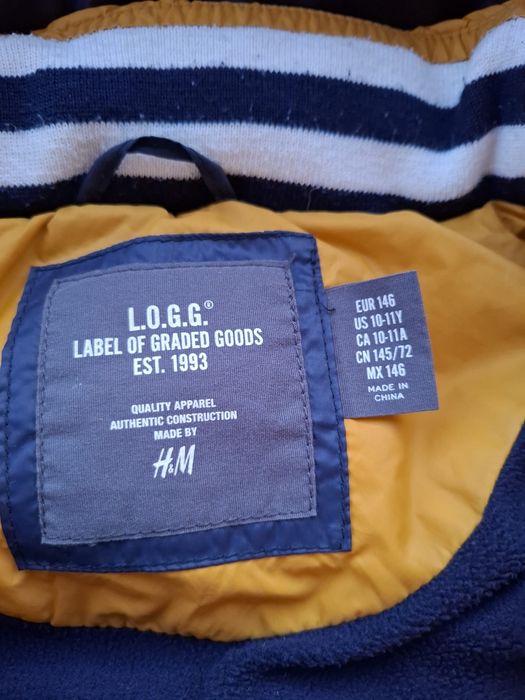 L.O.G.G.®
LABEL OF GRADED GOODS
EST. 1993
QUALITY APPAREL
AUTHENTIC CONSTRUCTION
MADE BY
H&M
EUR 146
US 10-11Y
CA 10-11A
CN 145/72
MX 146
MADE IN
CHINA